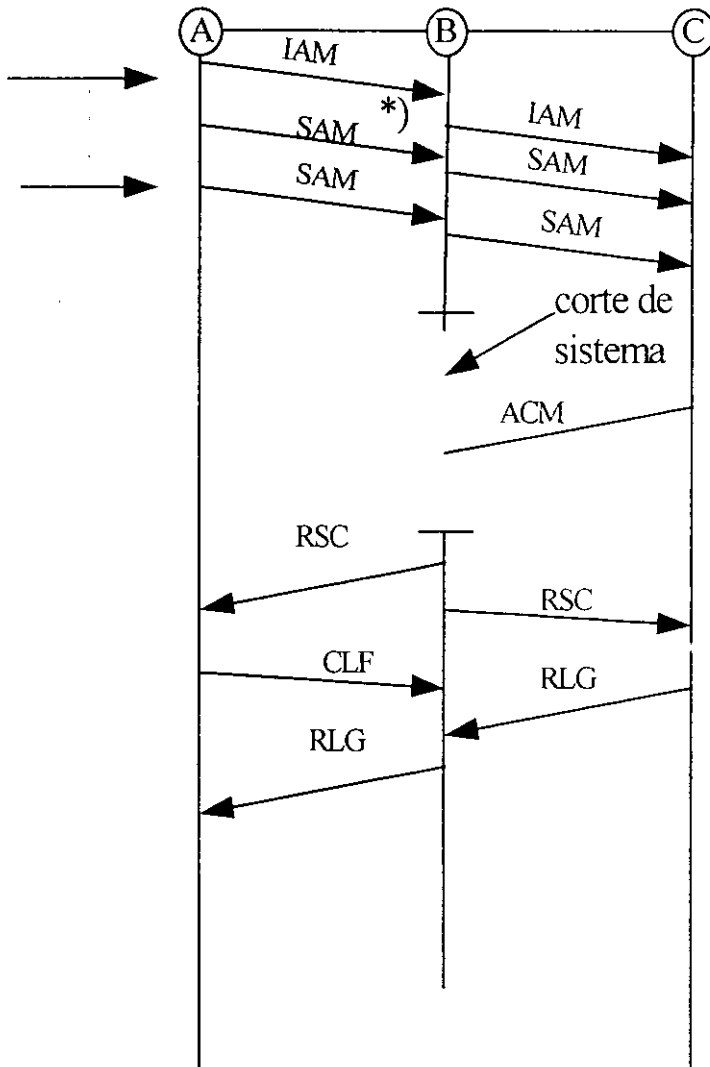 A B C
IAM
*)
IAM
SAM
SAM
SAM
SAM
corte de
sistema
ACM
RSC
RSC
CLF
RLG
RLG